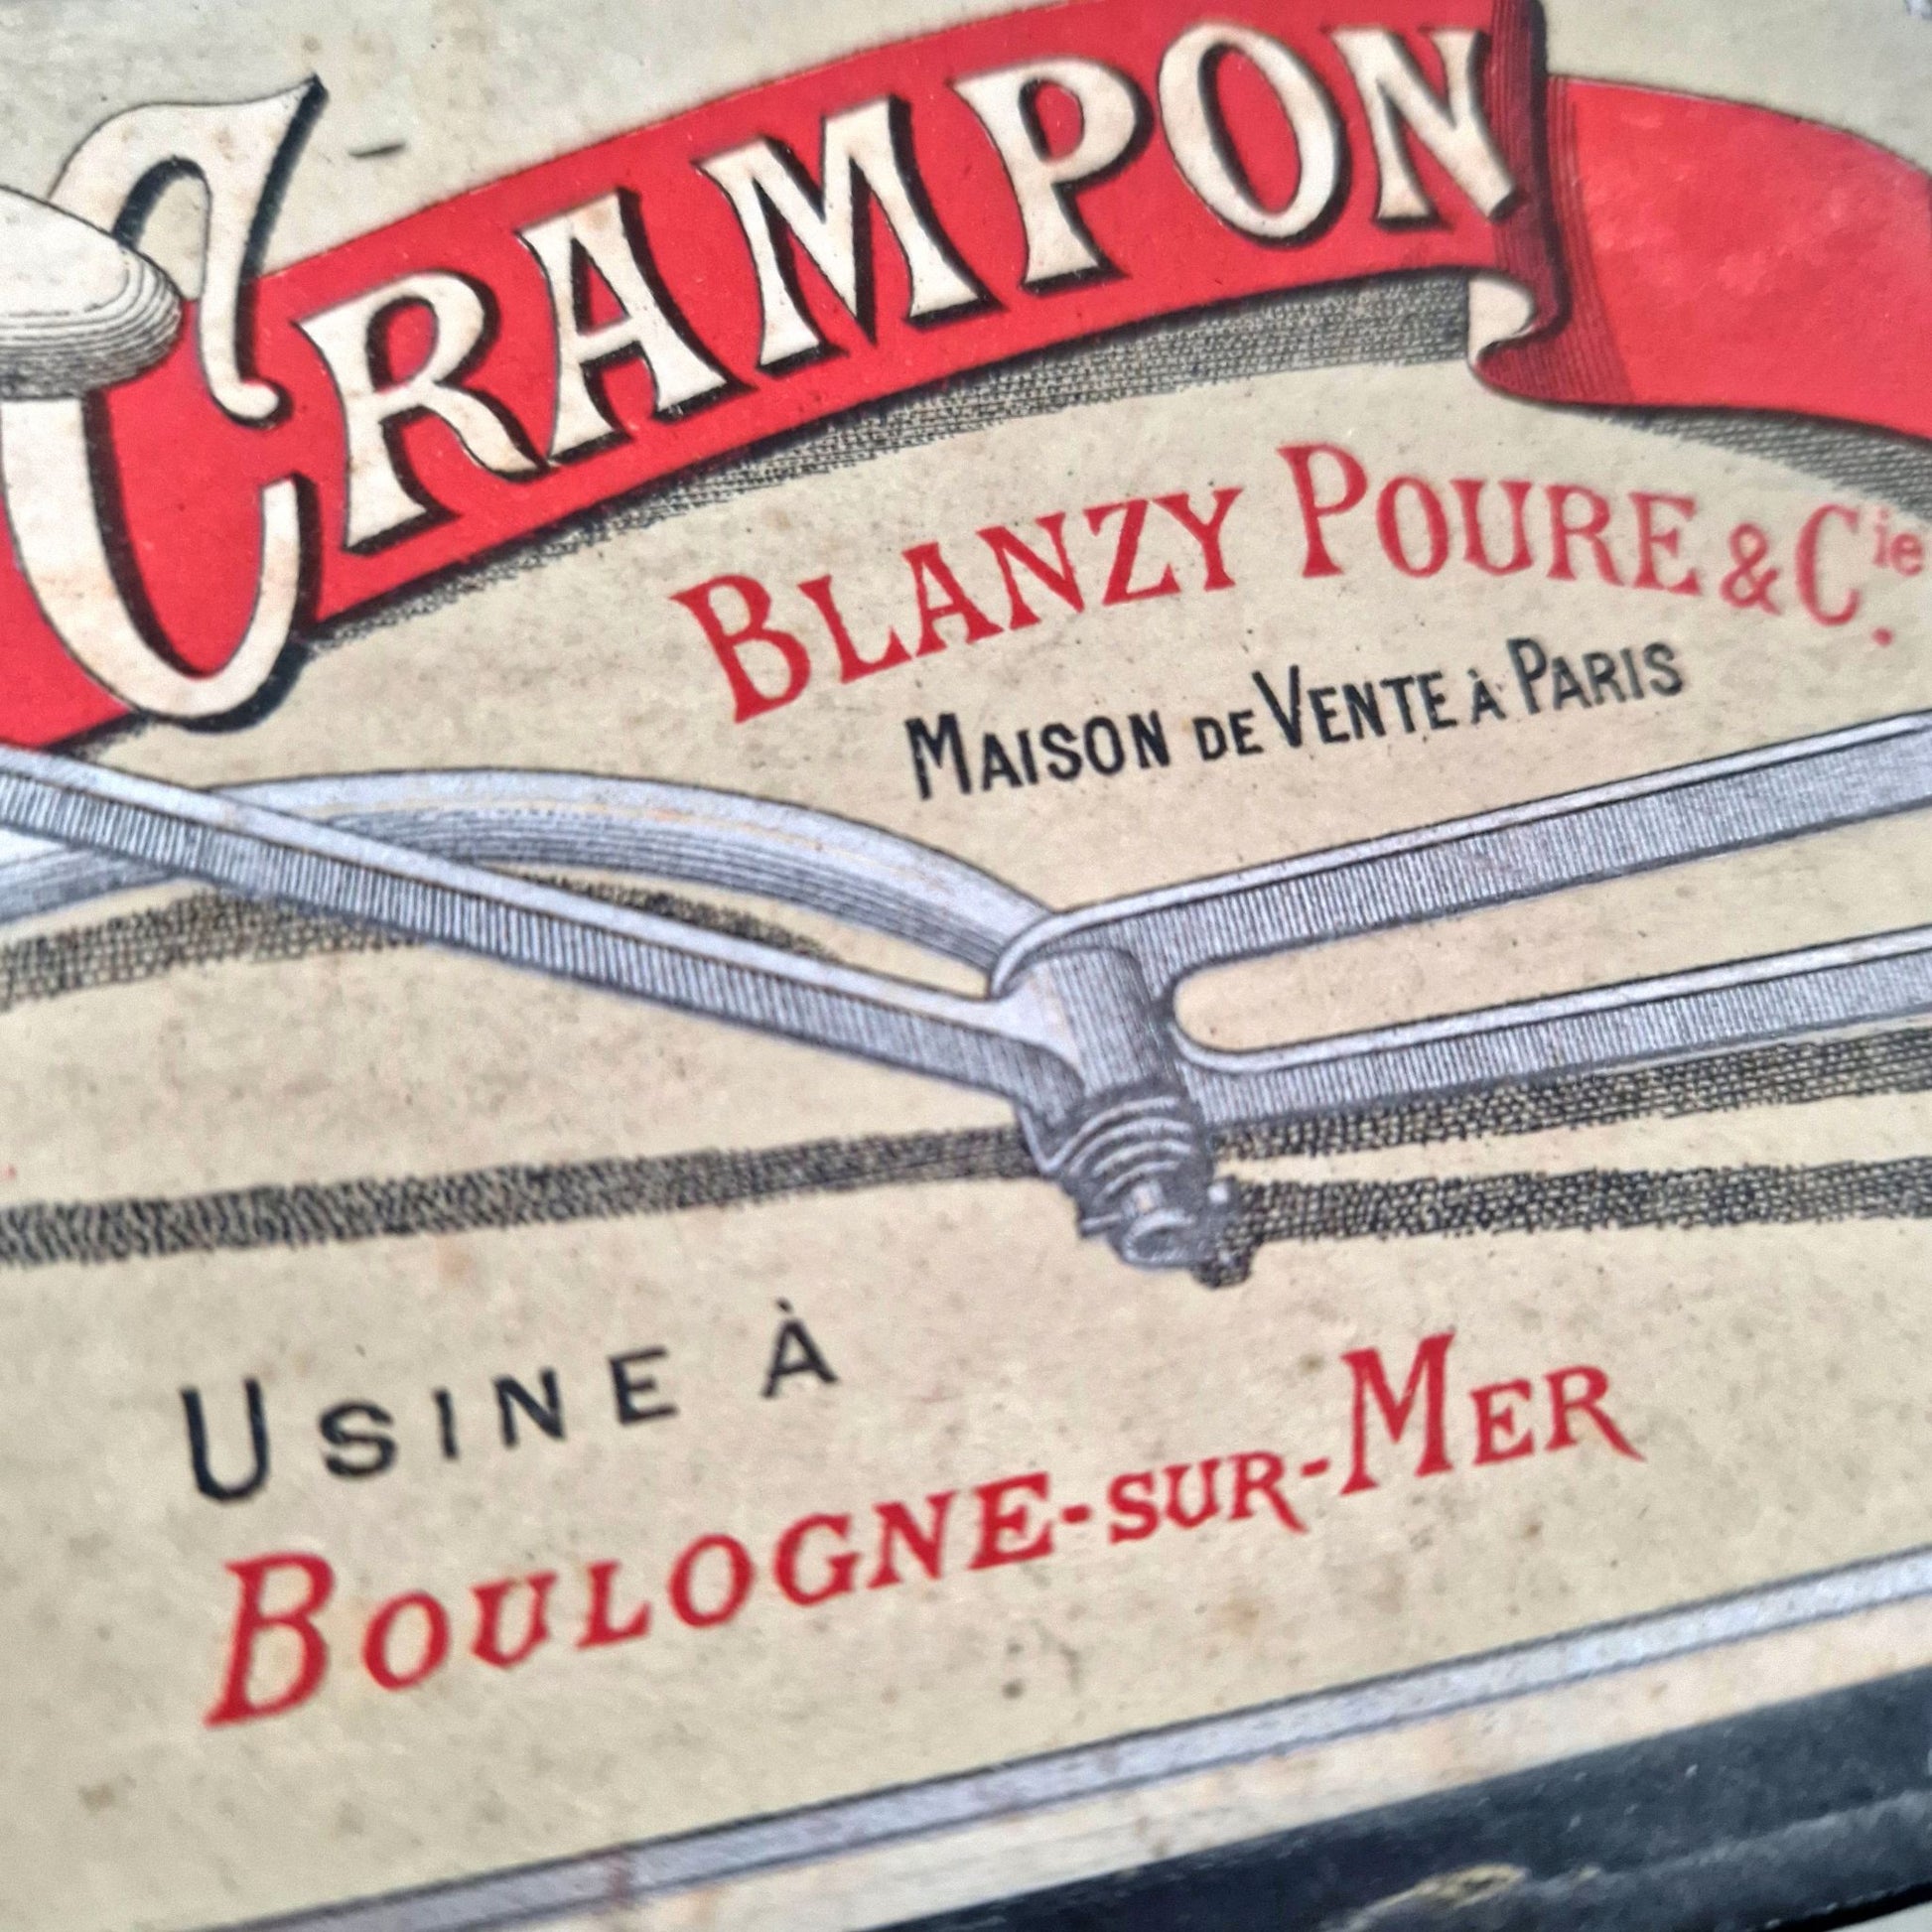 CRAMPON
BLANZY POURE & Cie.
MAISON DE VENTE À PARIS
USINE À
BOULOGNE-SUR-MER